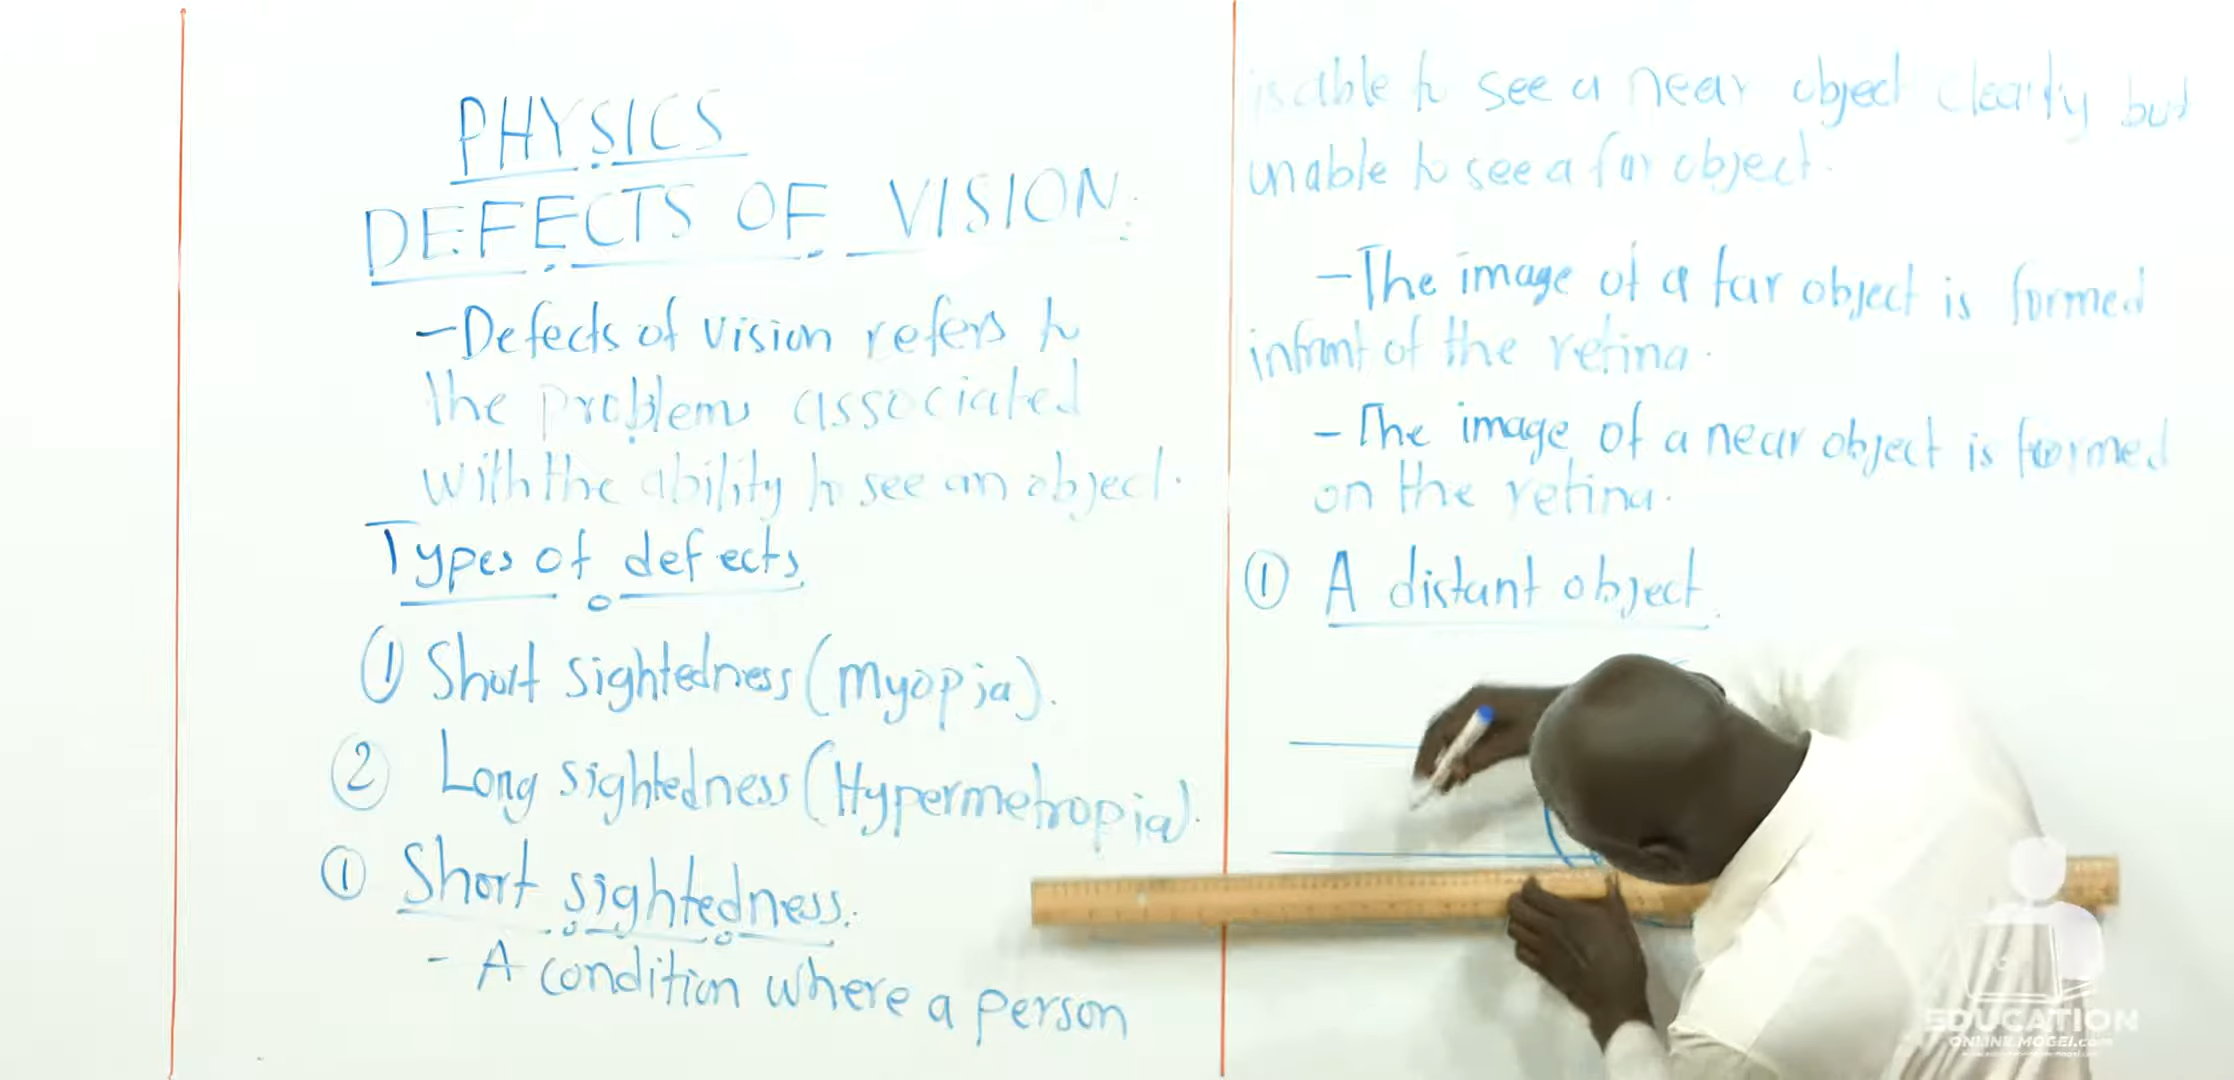 PHYSICS
DEFECTS OF VISION.
- Defects of vision refers to
the problems associated
with the ability to see an object.
Types of defects
① Short sightedness (Myopia).
② Long sightedness (Hypermetropia).
① Short sightedness.
- A condition where a person
is able to see a near object clearly but
unable to see a far object.
- The image of a far object is formed
infront of the retina.
- The image of a near object is formed
on the retina.
① A distant object
EDUCATION
ONLINE.MOGEI.com